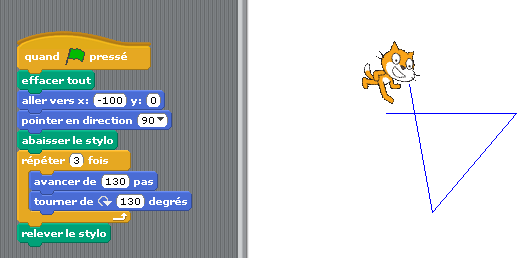 quand pressé
effacer tout
aller vers x: -100 y: 0
pointer en direction 90
abaisser le stylo
répéter 3 fois
avancer de 130 pas
tourner de 130 degrés
relever le stylo